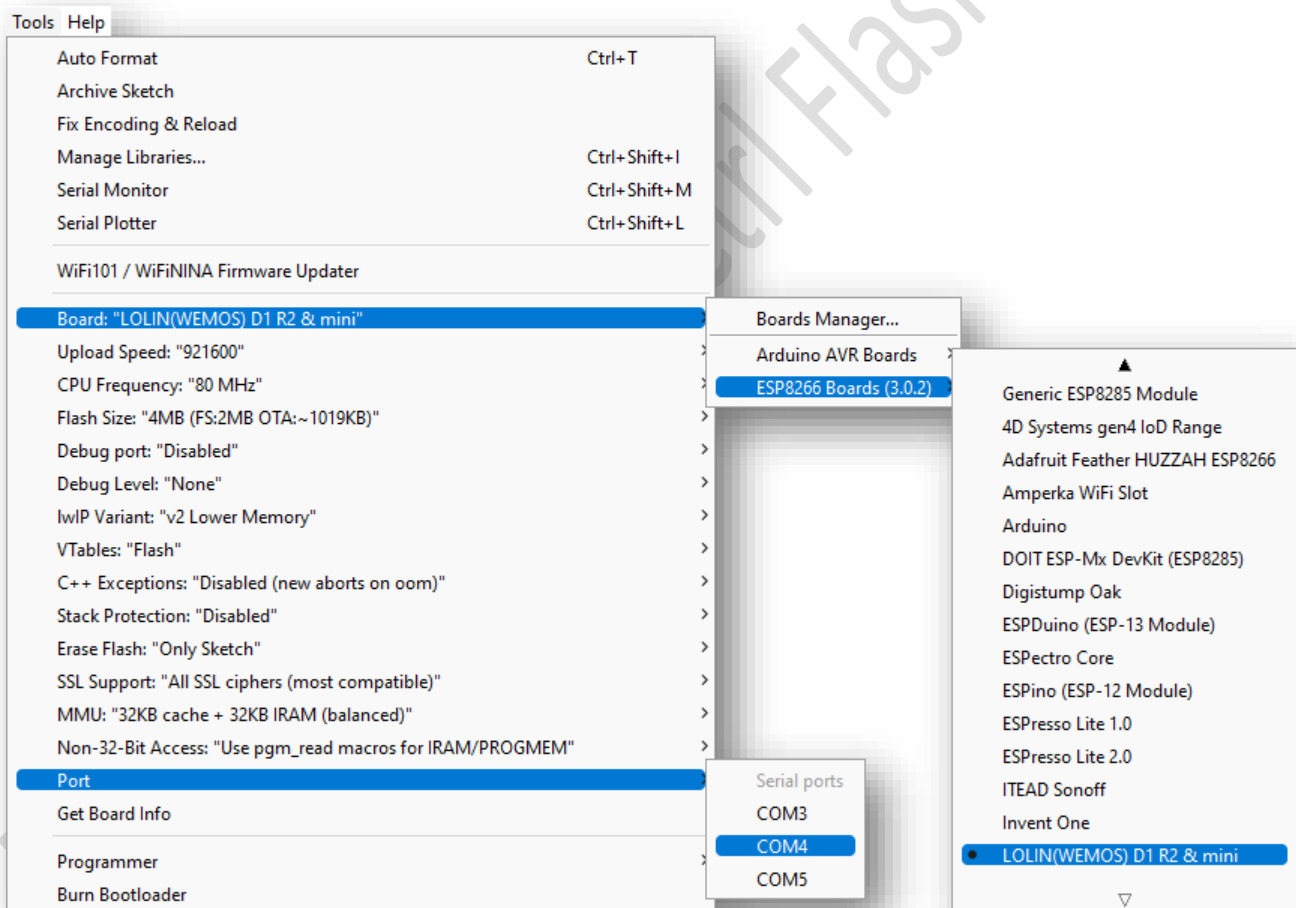 Tools Help
Auto Format Ctrl+T
Archive Sketch
Fix Encoding & Reload
Manage Libraries... Ctrl+Shift+I
Serial Monitor Ctrl+Shift+M
Serial Plotter Ctrl+Shift+L
WiFi101 / WiFiNINA Firmware Updater
Board: "LOLIN(WEMOS) D1 R2 & mini"
Upload Speed: "921600"
CPU Frequency: "80 MHz"
Flash Size: "4MB (FS:2MB OTA:~1019KB)"
Debug port: "Disabled"
Debug Level: "None"
lwIP Variant: "v2 Lower Memory"
VTables: "Flash"
C++ Exceptions: "Disabled (new aborts on oom)"
Stack Protection: "Disabled"
Erase Flash: "Only Sketch"
SSL Support: "All SSL ciphers (most compatible)"
MMU: "32KB cache + 32KB IRAM (balanced)"
Non-32-Bit Access: "Use pgm_read macros for IRAM/PROGMEM"
Port
Get Board Info
Programmer
Burn Bootloader
Boards Manager...
Arduino AVR Boards
ESP8266 Boards (3.0.2)
Serial ports
COM3
COM4
COM5
Generic ESP8285 Module
4D Systems gen4 IoD Range
Adafruit Feather HUZZAH ESP8266
Amperka WiFi Slot
Arduino
DOIT ESP-Mx DevKit (ESP8285)
Digistump Oak
ESPDuino (ESP-13 Module)
ESPectro Core
ESPino (ESP-12 Module)
ESPresso Lite 1.0
ESPresso Lite 2.0
ITEAD Sonoff
Invent One
LOLIN(WEMOS) D1 R2 & mini